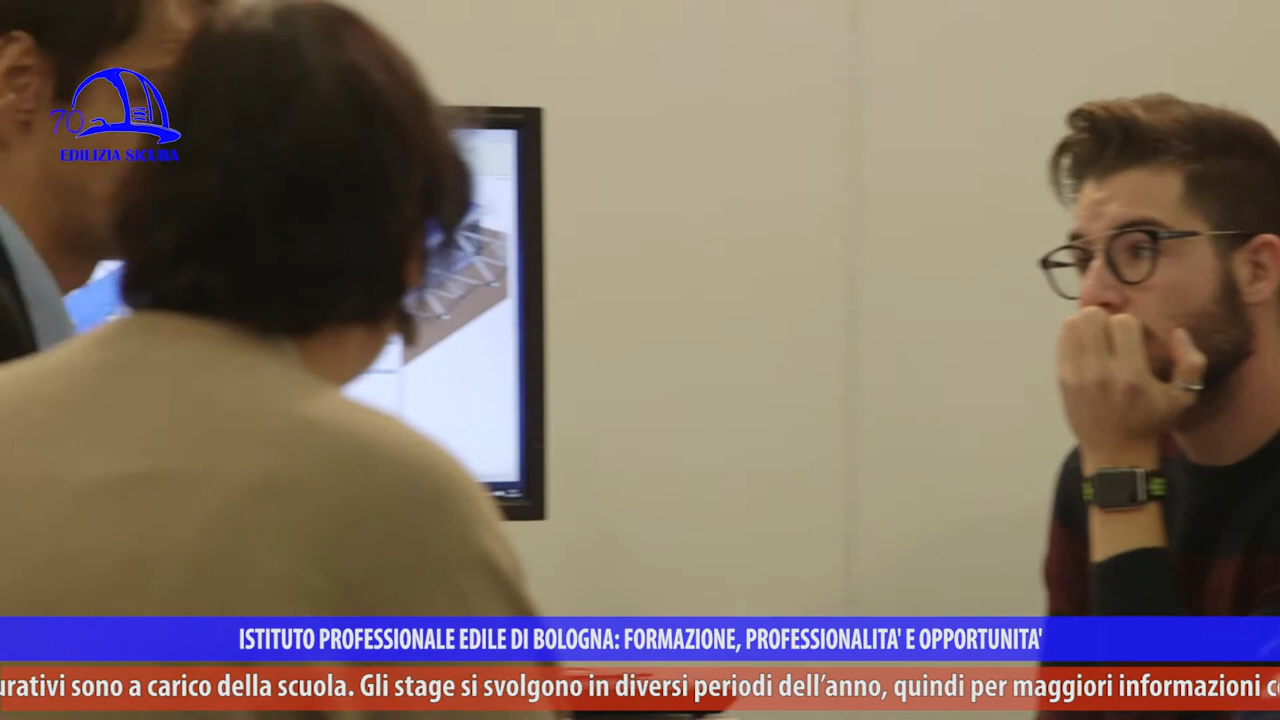 70
EDILIZIA SICURA
ISTITUTO PROFESSIONALE EDILE DI BOLOGNA: FORMAZIONE, PROFESSIONALITA' E OPPORTUNITA'
sono a carico della scuola. Gli stage si svolgono in diversi periodi dell’anno, quindi per maggiori informazioni